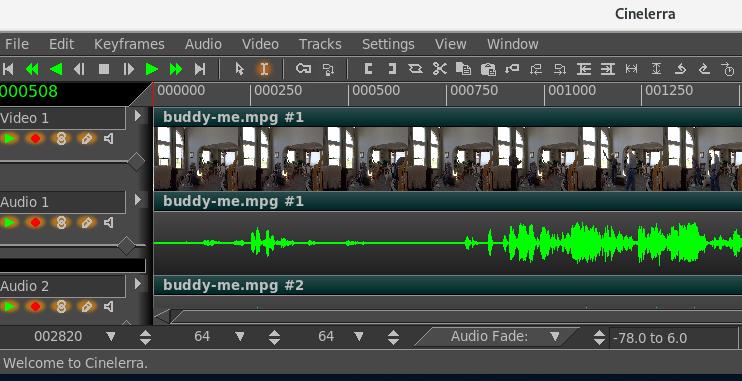 Cinelerra
File Edit Keyframes Audio Video Tracks Settings View Window
000508 000000 000250 000500 000750 001000 001250
Video 1 buddy-me.mpg #1
Audio 1 buddy-me.mpg #1
Audio 2 buddy-me.mpg #2
002820 64 64 Audio Fade: -78.0 to 6.0
Welcome to Cinelerra.